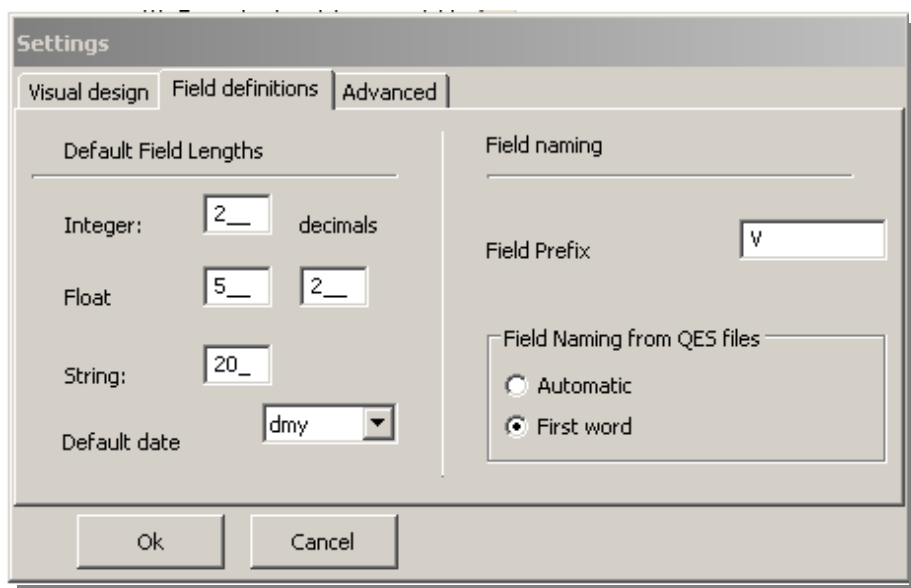 Settings
Visual design Field definitions Advanced
Default Field Lengths
Integer: 2__ decimals
Float 5__ 2__
String: 20_
Default date dmy
Field naming
Field Prefix V
Field Naming from QES files
Automatic
First word
Ok Cancel